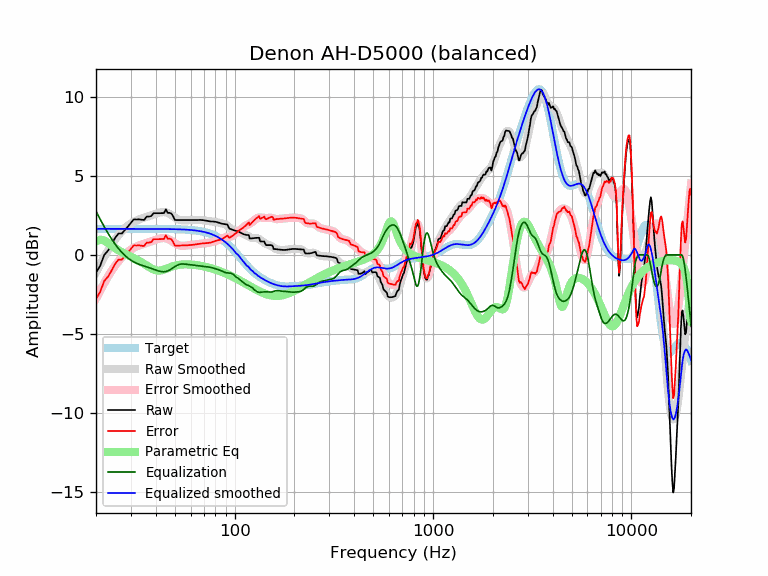 Denon AH-D5000 (balanced)
Amplitude (dBr)
10
5
0
−5
−10
−15
Target
Raw Smoothed
Error Smoothed
Raw
Error
Parametric Eq
Equalization
Equalized smoothed
100
1000
10000
Frequency (Hz)